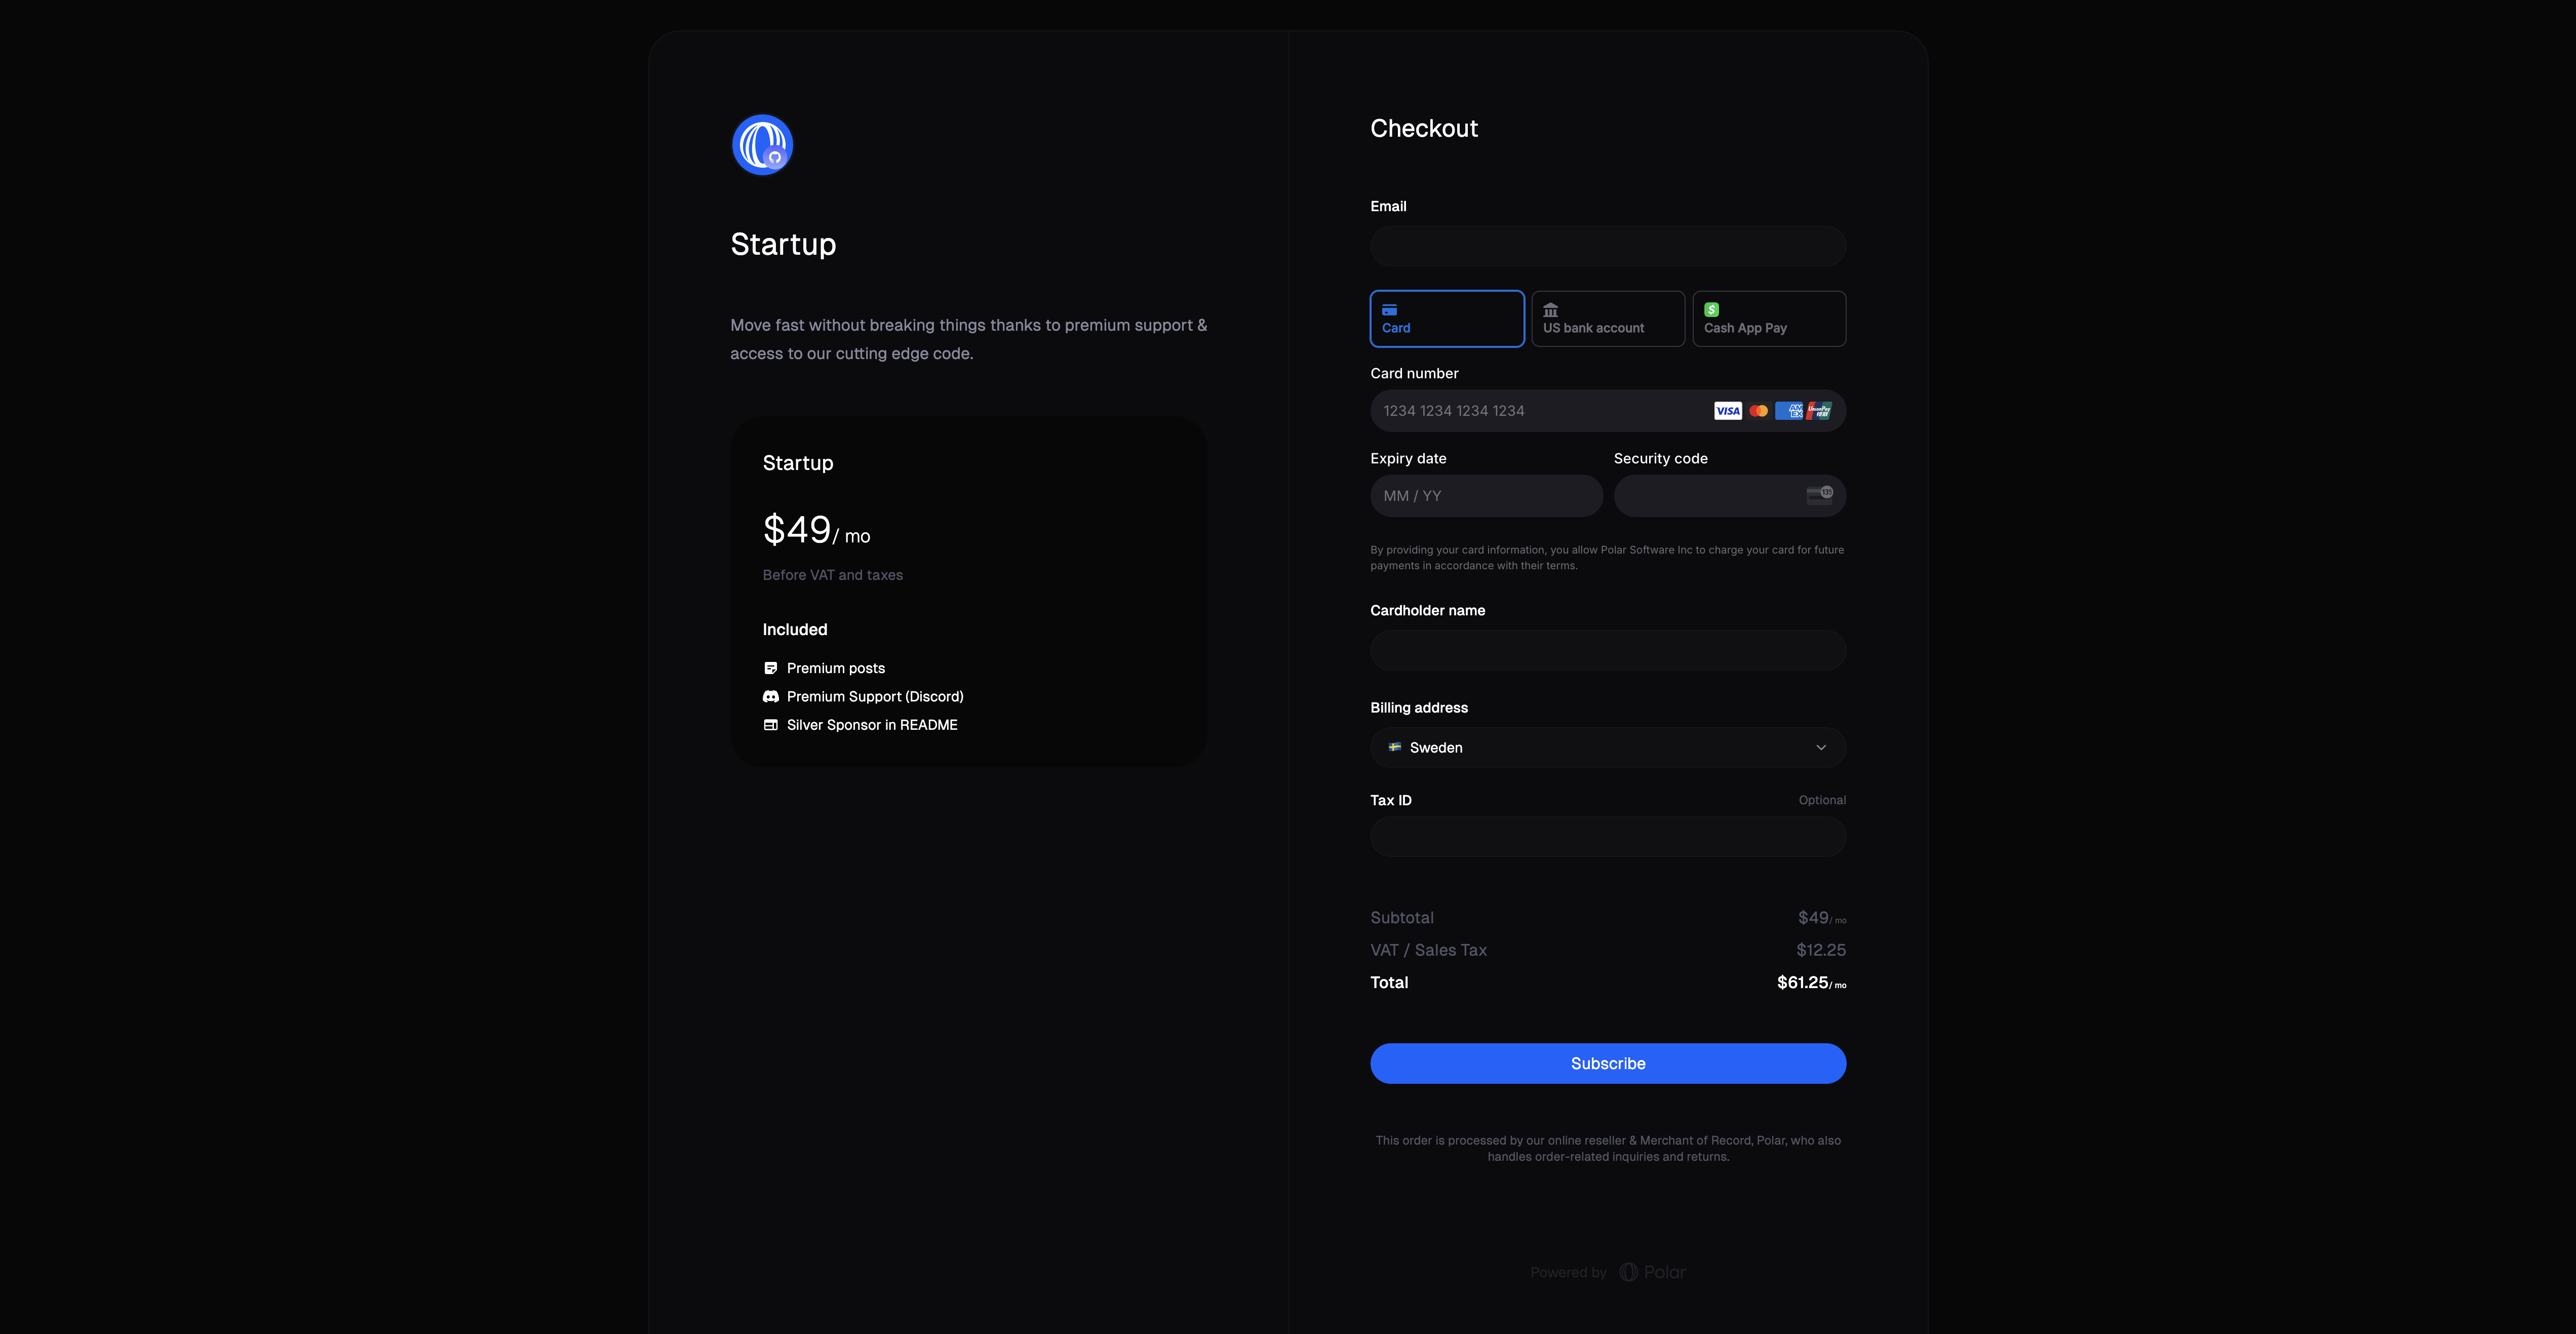 Startup
Move fast without breaking things thanks to premium support &
access to our cutting edge code.
Startup
$49/ mo
Before VAT and taxes
Included
Premium posts
Premium Support (Discord)
Silver Sponsor in README
Checkout
Email
Card
US bank account
Cash App Pay
Card number
1234 1234 1234 1234
VISA
AM
EX
UnionPay
Expiry date
Security code
MM / YY
135
By providing your card information, you allow Polar Software Inc to charge your card for future
payments in accordance with their terms.
Cardholder name
Billing address
Sweden
Tax ID
Optional
Subtotal
$49/ mo
VAT / Sales Tax
$12.25
Total
$61.25/ mo
Subscribe
This order is processed by our online reseller & Merchant of Record, Polar, who also
handles order-related inquiries and returns.
Powered by Polar